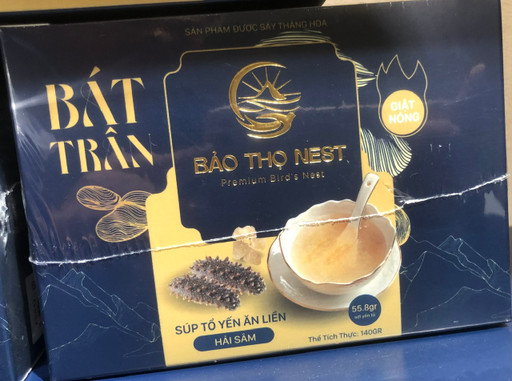 SẢN PHẨM ĐƯỢC SẤY THĂNG HOA
BÁT
TRÂN
GIẬT
NÓNG
BẢO THỌ NEST
Premium Bird's Nest
SÚP TỔ YẾN ĂN LIỀN
HẢI SÂM
55.8gr
Thể Tích Thực: 140GR